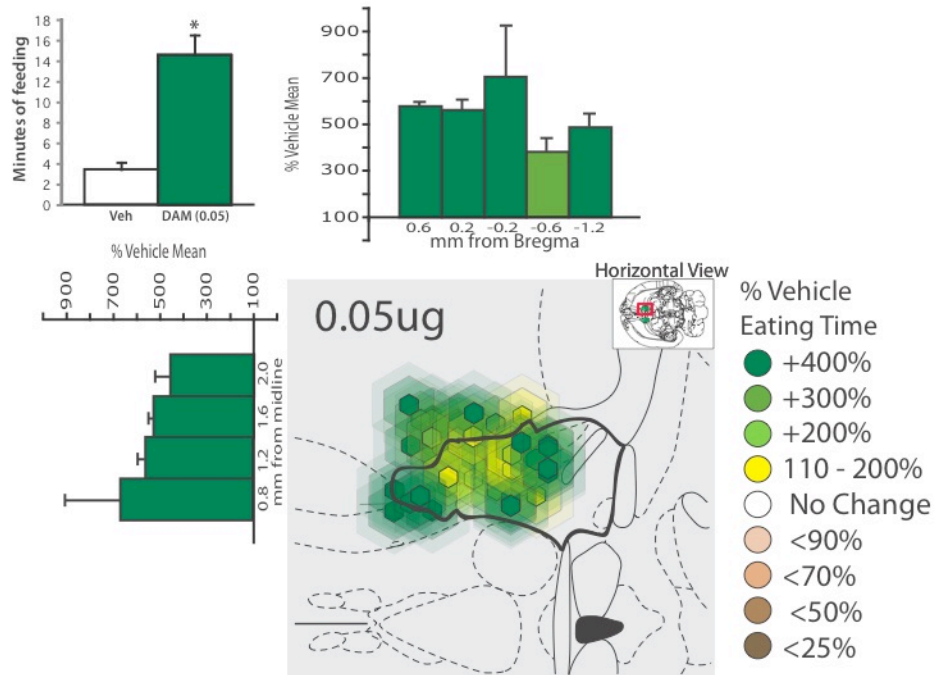 18
16
14
12
10
8
6
4
2
0
Minutes of feeding
*
Veh
DAM (0.05)
900
700
500
300
100
% Vehicle Mean
0.6 0.2 -0.2 -0.6 -1.2
mm from Bregma
% Vehicle Mean
900 700 500 300 100
2.0
1.6
1.2
0.8
mm from midline
0.05ug
Horizontal View
% Vehicle
Eating Time
+400%
+300%
+200%
110 - 200%
No Change
<90%
<70%
<50%
<25%